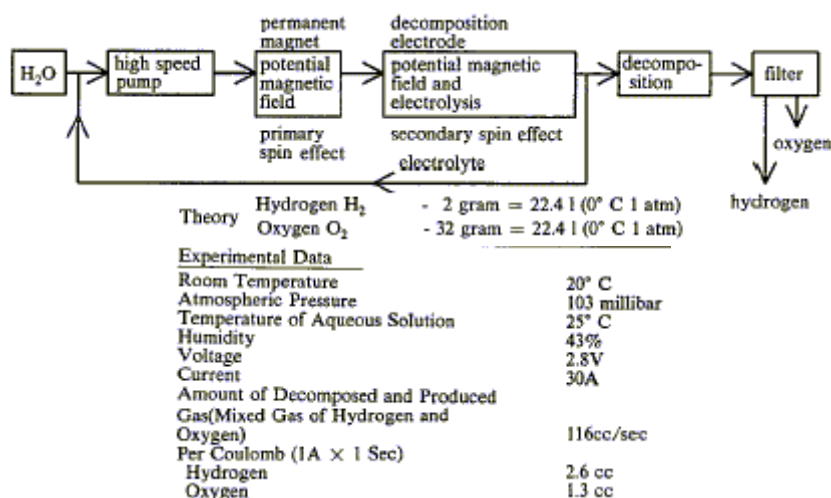 permanent magnet
decomposition electrode
H₂O
high speed pump
potential magnetic field
potential magnetic field and electrolysis
decompo-
sition
filter
primary spin effect
secondary spin effect
oxygen
electrolyte
hydrogen
Theory Hydrogen H₂ - 2 gram = 22.4 l (0° C 1 atm)
Oxygen O₂ - 32 gram = 22.4 l (0° C 1 atm)
Experimental Data
Room Temperature 20° C
Atmospheric Pressure 103 millibar
Temperature of Aqueous Solution 25° C
Humidity 43%
Voltage 2.8V
Current 30A
Amount of Decomposed and Produced
Gas(Mixed Gas of Hydrogen and
Oxygen) 116cc/sec
Per Coulomb (1A × 1 Sec)
Hydrogen 2.6 cc
Oxygen 1.3 cc